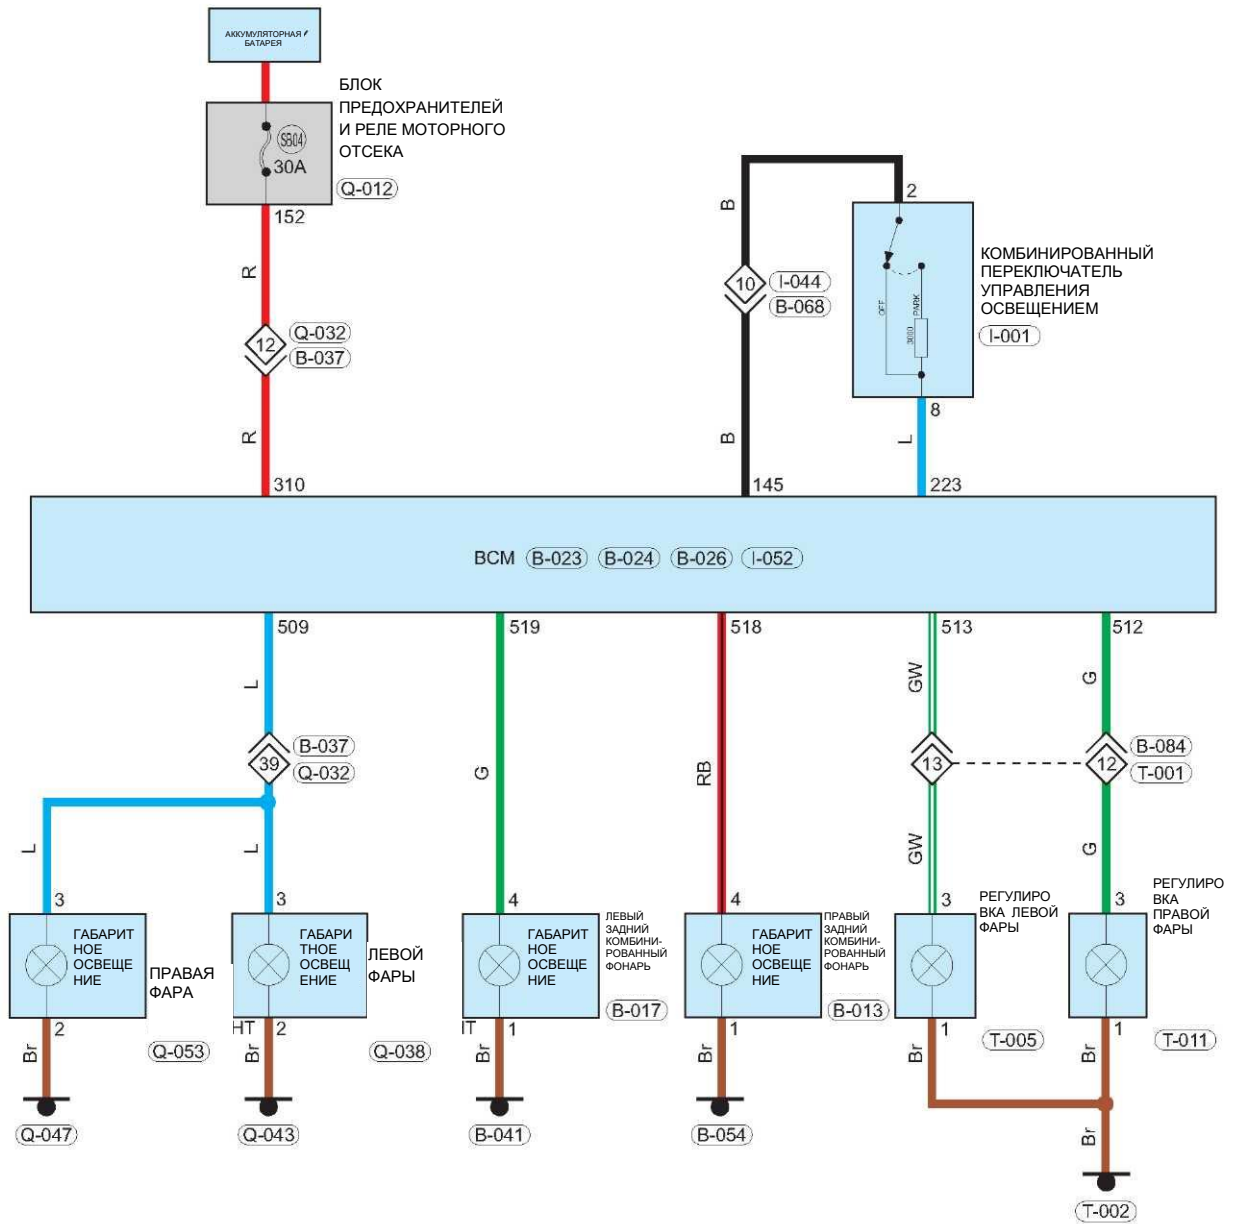 АККУМУЛЯТОРНАЯ
БАТАРЕЯ
БЛОК
ПРЕДОХРАНИТЕЛЕЙ
И РЕЛЕ МОТОРНОГО
ОТСЕКА
SB04
30A
Q-012
152
R
12
Q-032
B-037
R
310
B
10
I-044
B-068
B
145
2
OFF
PARK
КОМБИНИРОВАННЫЙ
ПЕРЕКЛЮЧАТЕЛЬ
УПРАВЛЕНИЯ
ОСВЕЩЕНИЕМ
I-001
8
L
223
BCM B-023 B-024 B-026 I-052
509
519
518
513
512
L
G
RB
GW
G
39
B-037
Q-032
13
12
B-084
T-001
L
L
GW
G
3
3
4
4
3
3
ГАБАРИТ
НОЕ
ОСВЕЩЕ
НИЕ
ПРАВАЯ
ФАРА
ГАБАРИ
ТНОЕ
ОСВЕЩ
ЕНИЕ
ЛЕВОЙ
ФАРЫ
ГАБАРИТ
НОЕ
ОСВЕЩЕ
НИЕ
ЛЕВЫЙ
ЗАДНИЙ
КОМБИНИ-
РОВАННЫЙ
ФОНАРЬ
B-017
ГАБАРИТ
НОЕ
ОСВЕЩЕ
НИЕ
ПРАВЫЙ
ЗАДНИЙ
КОМБИНИ-
РОВАННЫЙ
ФОНАРЬ
B-013
РЕГУЛИРО
ВКА ЛЕВОЙ
ФАРЫ
РЕГУЛИРО
ВКА
ПРАВОЙ
ФАРЫ
2
HT 2
IT 1
1
1
1
Br
Q-053
Br
Q-038
Br
Br
Br
T-005
Br
T-011
Q-047
Q-043
B-041
B-054
Br
T-002